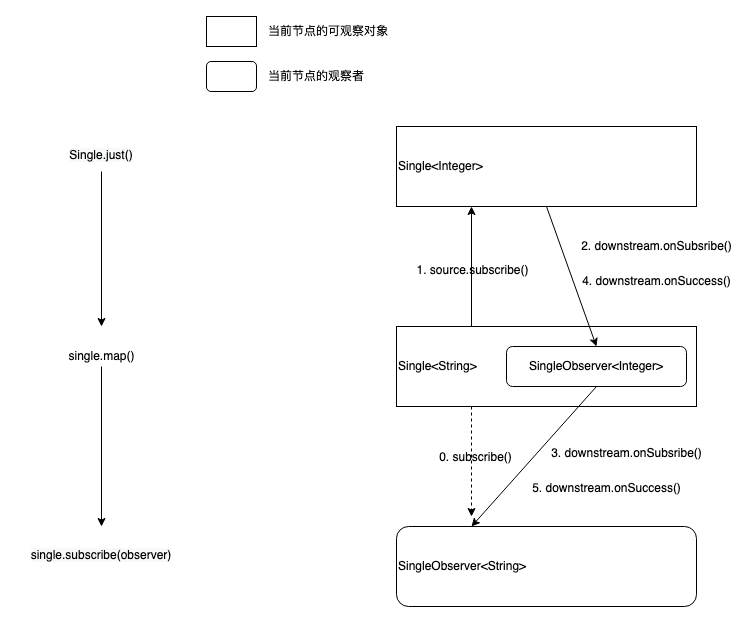 当前节点的可观察对象
当前节点的观察者
Single.just()
Single<Integer>
2. downstream.onSubsribe()
1. source.subscribe()
4. downstream.onSuccess()
single.map()
Single<String>
SingleObserver<Integer>
0. subscribe()
3. downstream.onSubsribe()
5. downstream.onSuccess()
single.subscribe(observer)
SingleObserver<String>